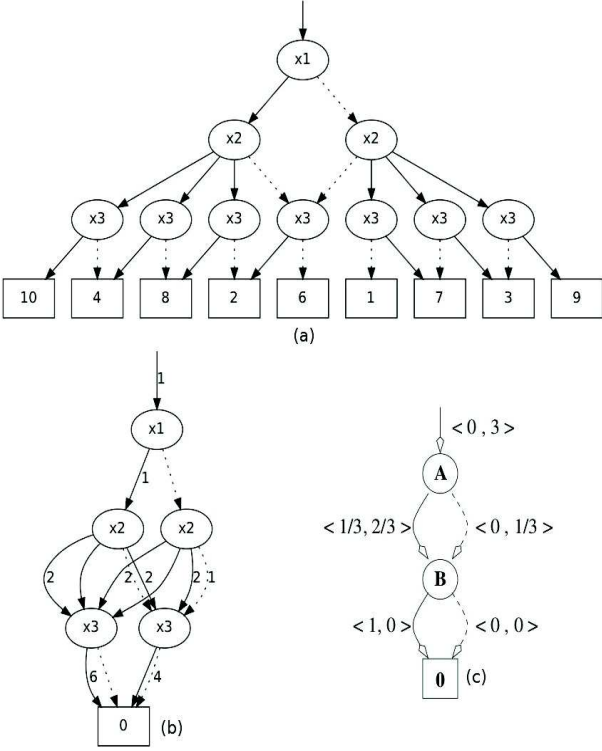 x1
x2 x2
x3 x3 x3 x3 x3 x3 x3
10 4 8 2 6 1 7 3 9
(a)
1
x1
1
x2 x2
2 2 2 2 1
x3 x3
6 4
0 (b)
< 0 , 3 >
A
< 1/3, 2/3 > < 0 , 1/3 >
B
< 1, 0 > < 0 , 0 >
0 (c)